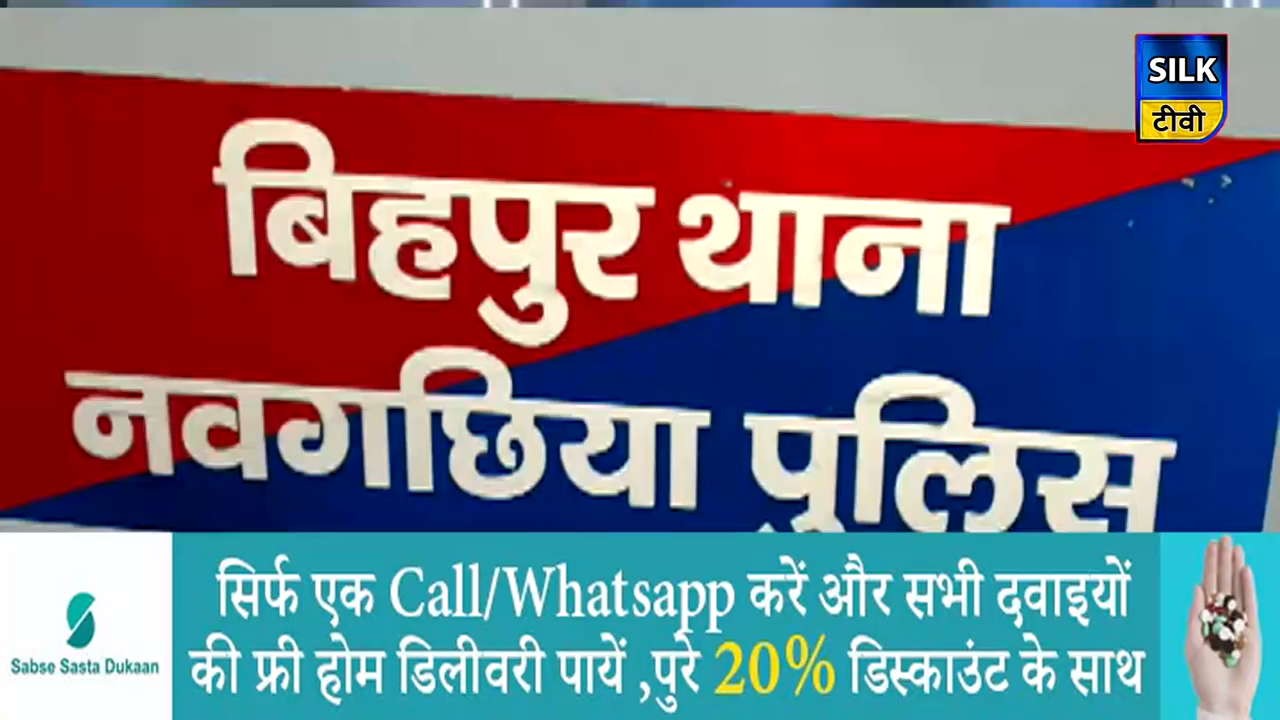 SILK
टीवी
बिहपुर थाना
नवगछिया पुलिस
सिर्फ एक Call/Whatsapp करें और सभी दवाइयों
की फ्री होम डिलीवरी पायें ,पुरे 20% डिस्काउंट के साथ
Sabse Sasta Dukaan